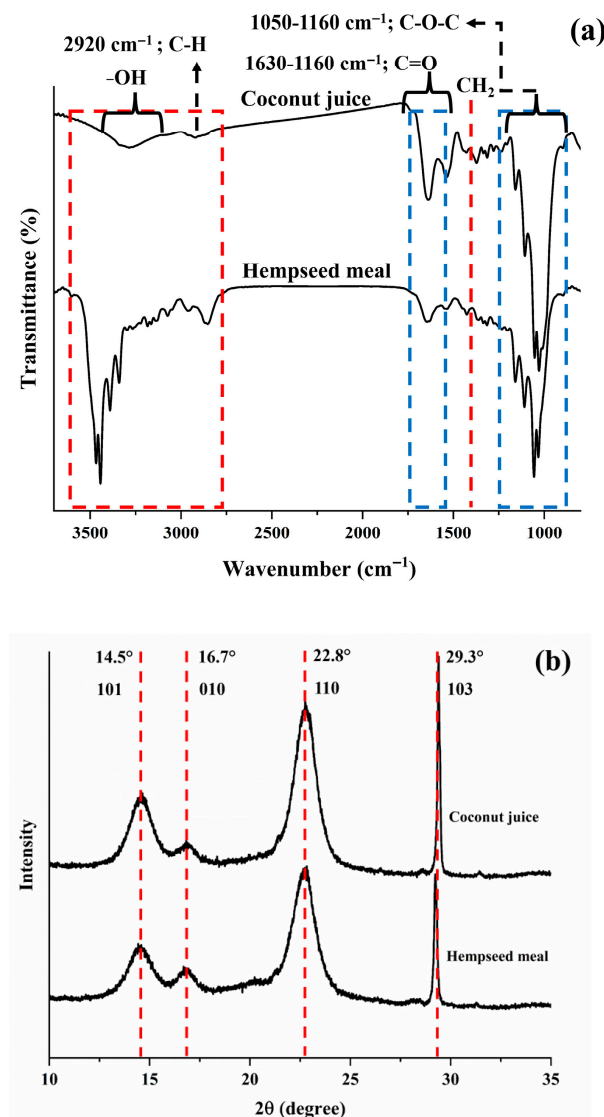 1050-1160 cm⁻¹; C-O-C
(a)
2920 cm⁻¹; C-H
1630-1160 cm⁻¹; C=O
–OH
CH₂
Coconut juice
Hempseed meal
Transmittance (%)
3500 3000 2500 2000 1500 1000
Wavenumber (cm⁻¹)
(b)
14.5° 16.7° 22.8° 29.3°
101 010 110 103
Coconut juice
Hempseed meal
Intensity
10 15 20 25 30 35
2θ (degree)